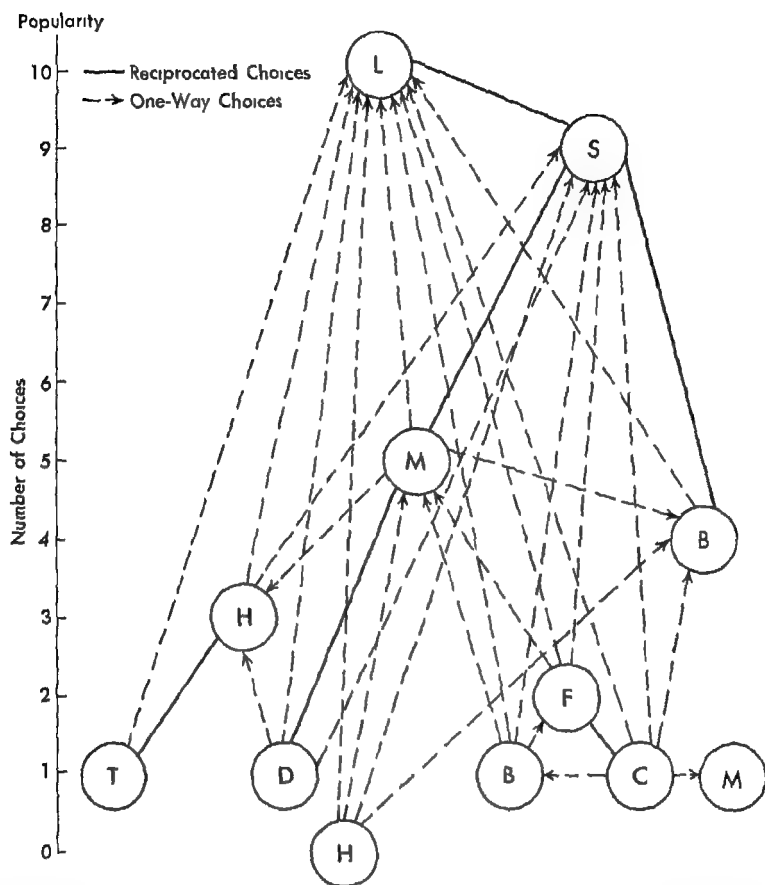 Popularity
10
Reciprocated Choices
One-Way Choices
L
9
S
8
7
6
Number of Choices
5
M
4
B
3
H
2
F
1
T
D
B
C
M
0
H